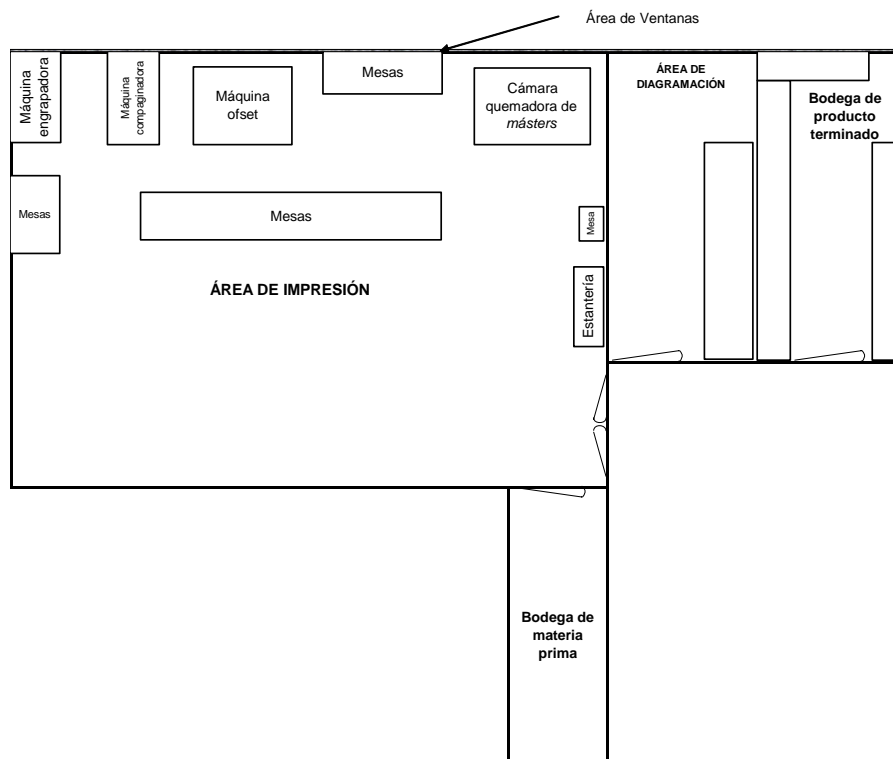 Área de Ventanas
Máquina
engrapadora
Máquina
compaginadora
Máquina
ofset
Mesas
Cámara
quemadora de
másters
ÁREA DE
DIAGRAMACIÓN
Bodega de
producto
terminado
Mesas
Mesas
Mesa
ÁREA DE IMPRESIÓN
Estantería
Bodega de
materia
prima